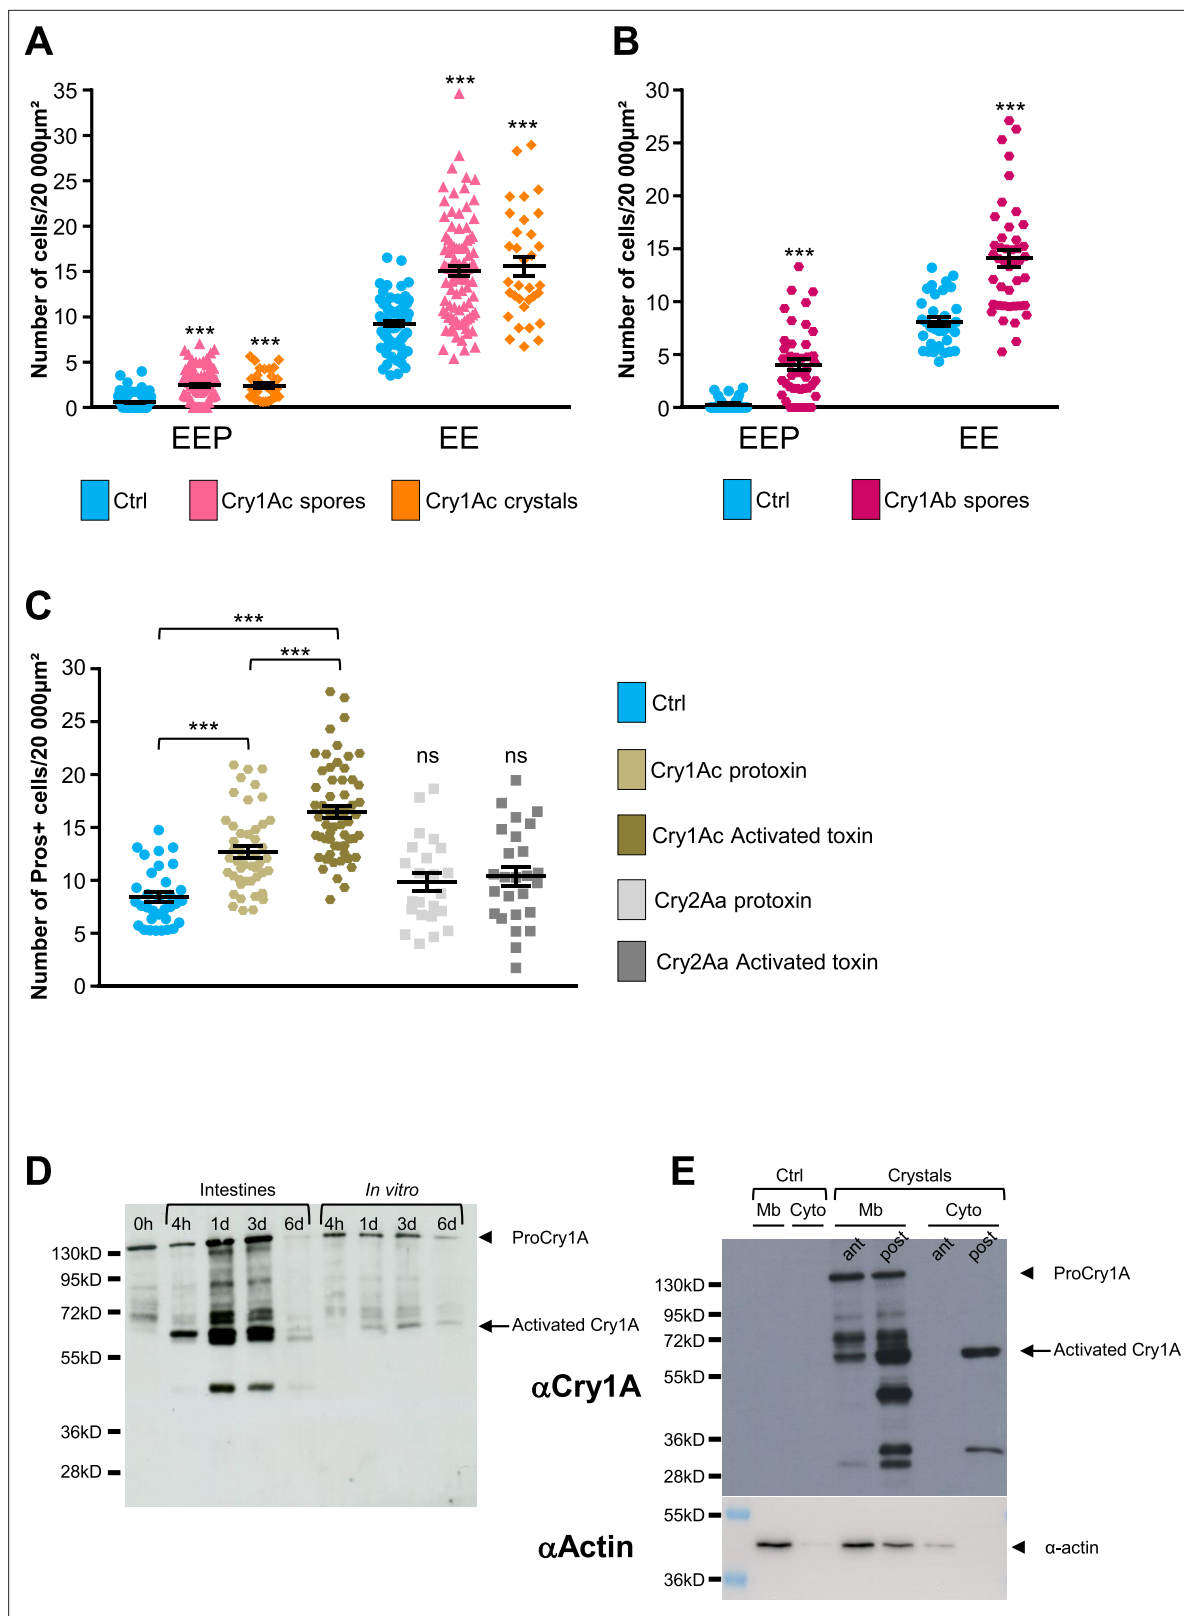 A
Number of cells/20 000µm²
35
30
25
20
15
10
5
0
***
***
***
***
EEP
EE
Ctrl
Cry1Ac spores
Cry1Ac crystals
B
Number of cells/20 000µm²
30
25
20
15
10
5
0
***
***
EEP
EE
Ctrl
Cry1Ab spores
C
Number of Pros+ cells/20 000µm²
30
25
20
15
10
5
0
***
***
***
ns
ns
Ctrl
Cry1Ac protoxin
Cry1Ac Activated toxin
Cry2Aa protoxin
Cry2Aa Activated toxin
D
Intestines
In vitro
0h 4h 1d 3d 6d 4h 1d 3d 6d
130kD
95kD
72kD
55kD
36kD
28kD
ProCry1A
Activated Cry1A
αCry1A
αActin
E
Ctrl Crystals
Mb Cyto Mb Cyto
ant post ant post
130kD
95kD
72kD
55kD
36kD
28kD
ProCry1A
Activated Cry1A
55kD
36kD
α-actin